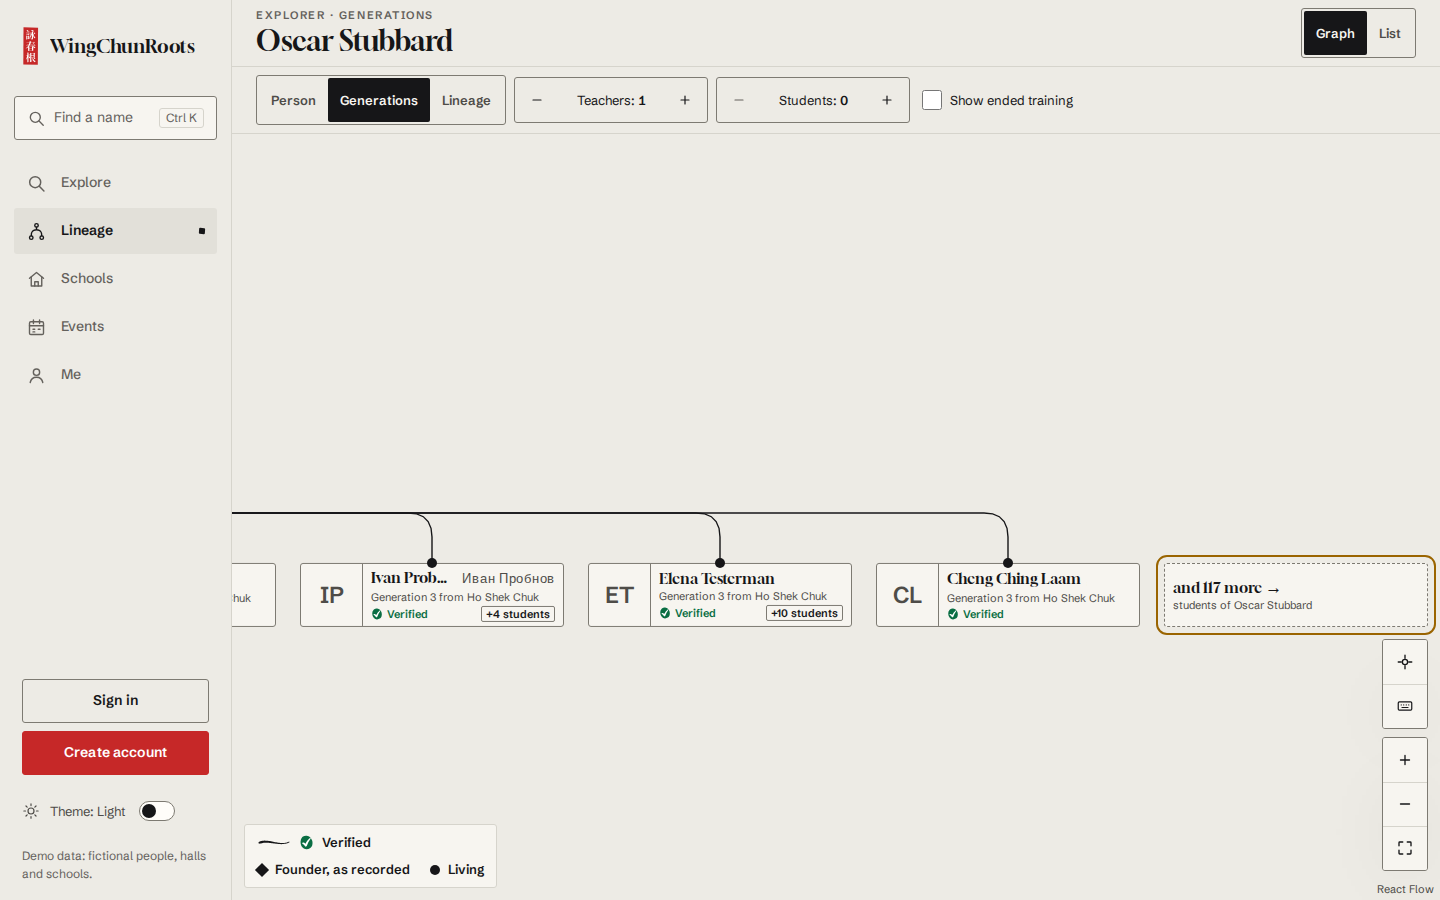 詠春根
WingChunRoots
Find a name
Ctrl K
Explore
Lineage
Schools
Events
Me
Sign in
Create account
Theme: Light
Demo data: fictional people, halls
and schools.
EXPLORER · GENERATIONS
Oscar Stubbard
Graph
List
Person
Generations
Lineage
− Teachers: 1 +
− Students: 0 +
Show ended training
huk
IP
Ivan Prob... Иван Пробнов
Generation 3 from Ho Shek Chuk
Verified
+4 students
ET
Elena Testerman
Generation 3 from Ho Shek Chuk
Verified
+10 students
CL
Cheng Ching Laam
Generation 3 from Ho Shek Chuk
Verified
and 117 more →
students of Oscar Stubbard
Verified
Founder, as recorded
Living
React Flow